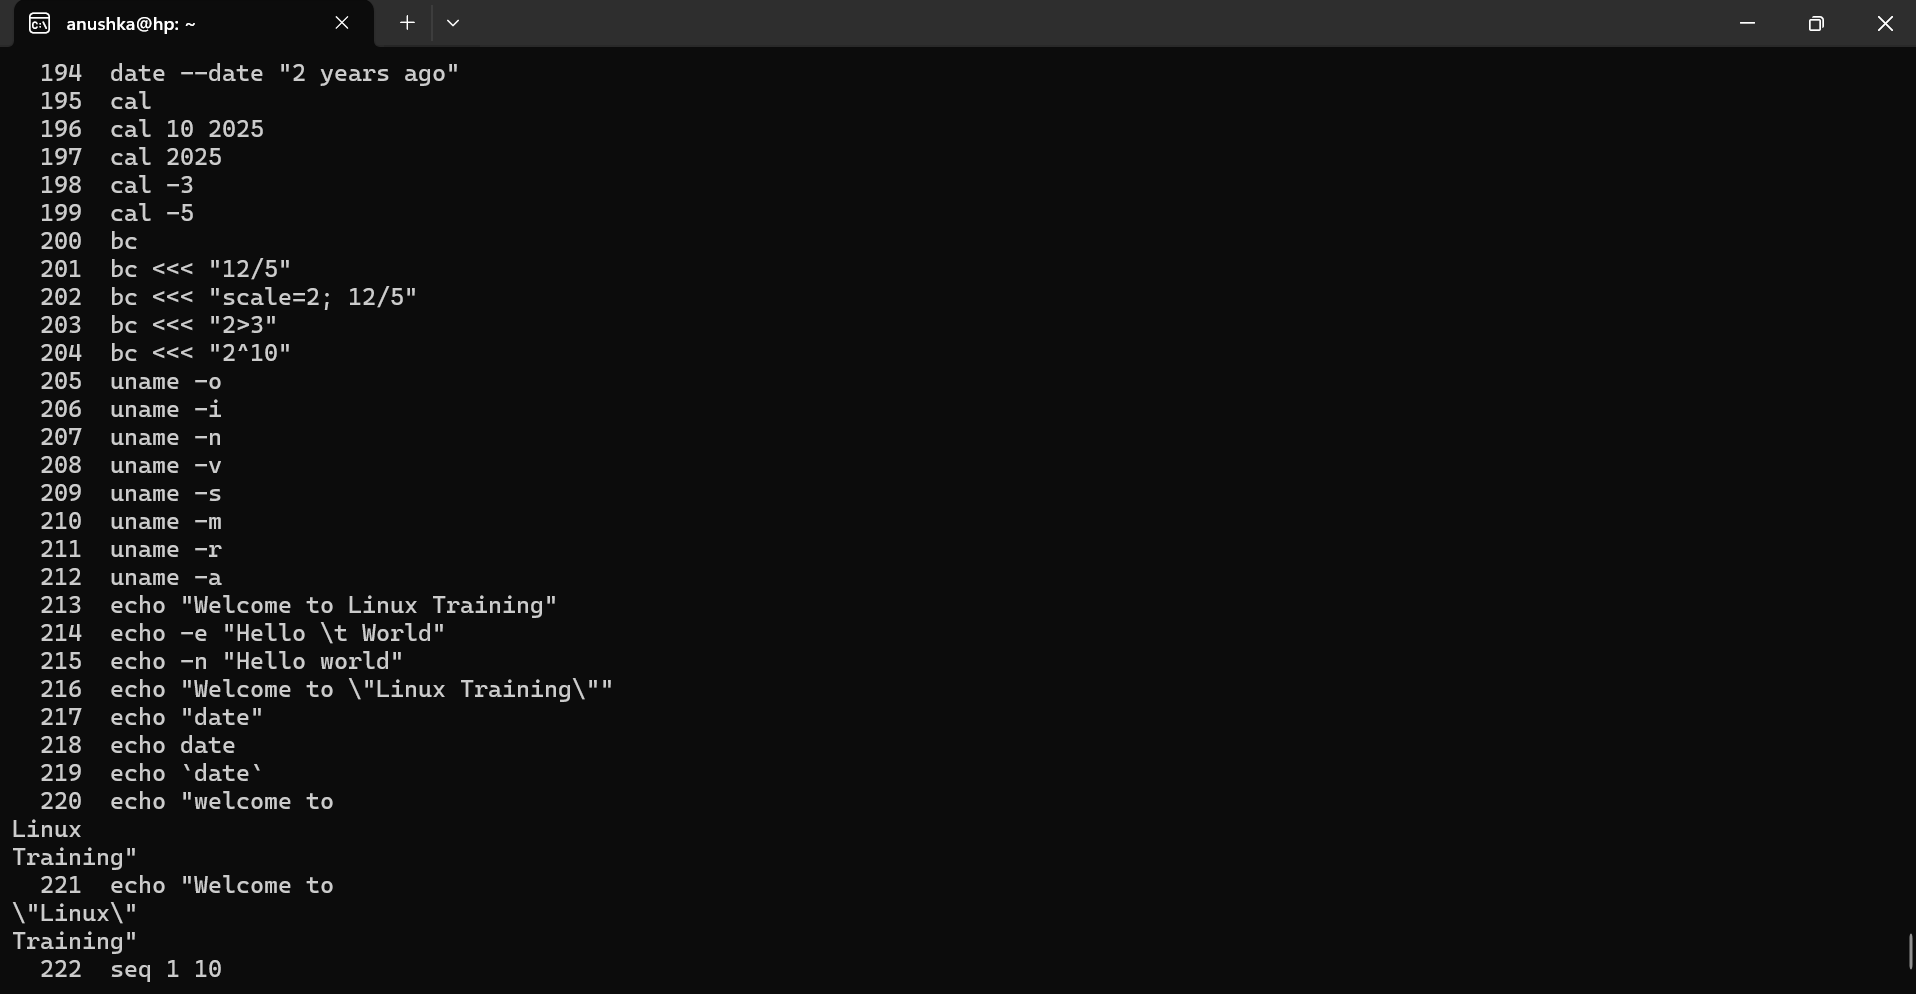 anushka@hp: ~
194  date --date "2 years ago"
195  cal
196  cal 10 2025
197  cal 2025
198  cal -3
199  cal -5
200  bc
201  bc <<< "12/5"
202  bc <<< "scale=2; 12/5"
203  bc <<< "2>3"
204  bc <<< "2^10"
205  uname -o
206  uname -i
207  uname -n
208  uname -v
209  uname -s
210  uname -m
211  uname -r
212  uname -a
213  echo "Welcome to Linux Training"
214  echo -e "Hello \t World"
215  echo -n "Hello world"
216  echo "Welcome to \"Linux Training\""
217  echo "date"
218  echo date
219  echo `date`
220  echo "welcome to
Linux
Training"
221  echo "Welcome to
\"Linux\"
Training"
222  seq 1 10